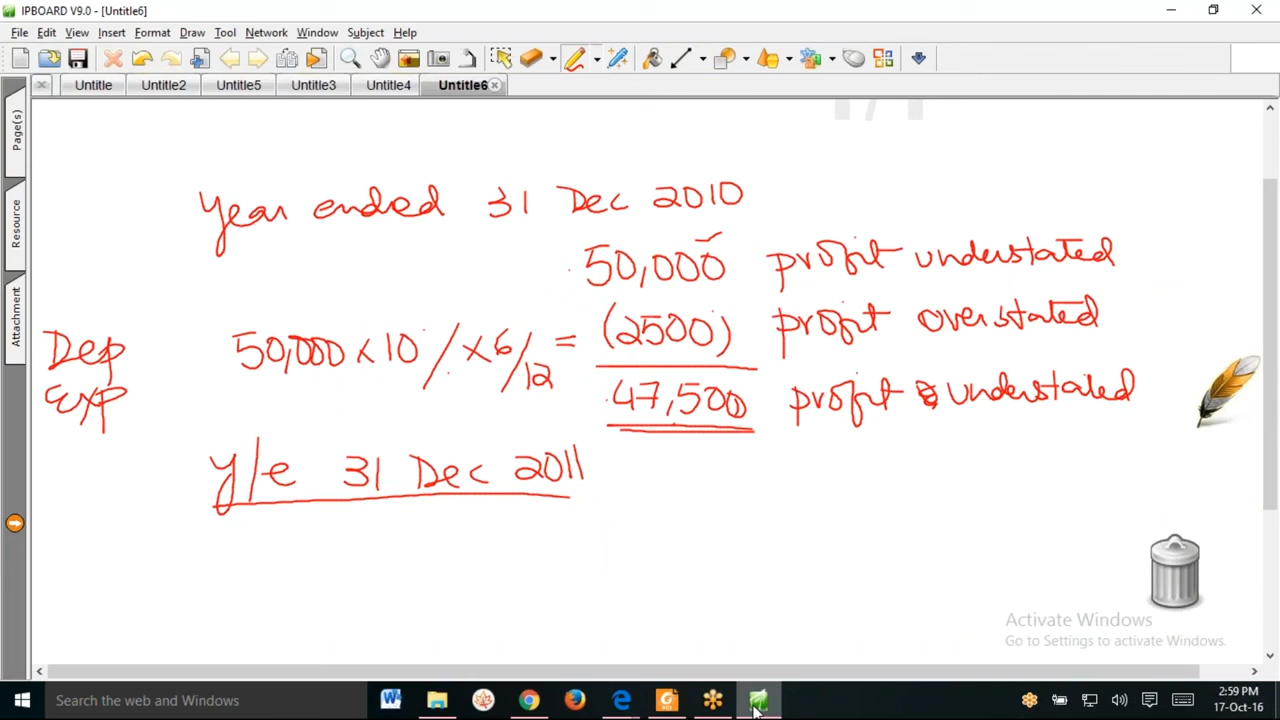 IPBOARD V9.0 - [Untitle6]
File Edit View Insert Format Draw Tool Network Window Subject Help
Untitle Untitle2 Untitle5 Untitle3 Untitle4 Untitle6
Page(s)
Resource
Attachment
Year ended 31 Dec 2010
50,000 profit understated
Dep Exp 50,000 x 10% x 6/12 = (2500) profit overstated
47,500 profit understated
y/e 31 Dec 2011
Activate Windows
Go to Settings to activate Windows.
Search the web and Windows
2:59 PM
17-Oct-16